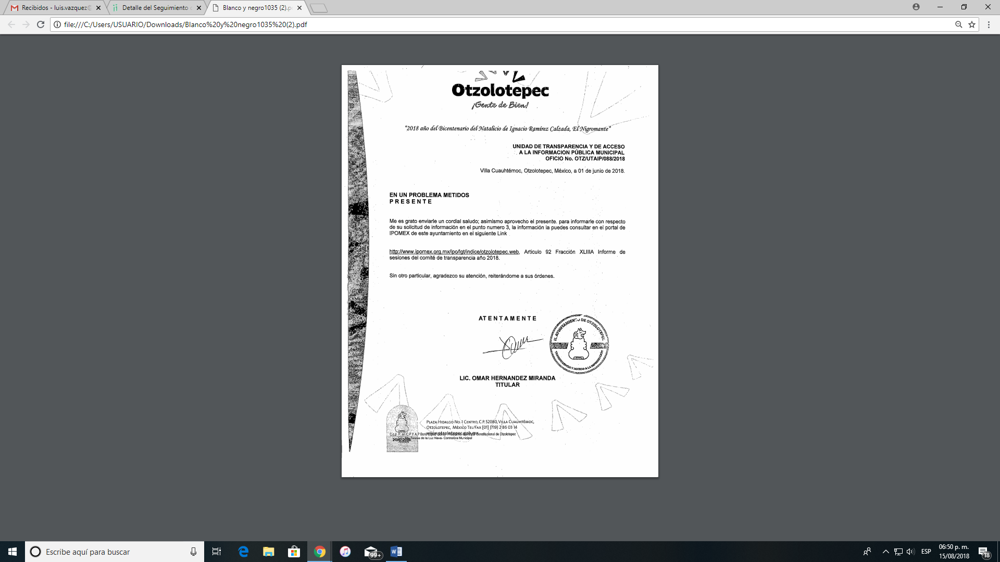 Recibidos - luis.vazquez@
Detalle del Seguimiento
Blanco y negro1035 (2).p
file:///C:/Users/USUARIO/Downloads/Blanco%20y%20negro1035%20(2).pdf
Otzolotepec
¡Gente de Bien!
"2018 año del Bicentenario del Natalicio de Ignacio Ramírez Calzada, El Nigromante"
UNIDAD DE TRANSPARENCIA Y DE ACCESO
A LA INFORMACION PÚBLICA MUNICIPAL
OFICIO No. OTZ/UTAIP/088/2018
Villa Cuauhtémoc, Otzolotepec, México, a 01 de junio de 2018.
EN UN PROBLEMA METIDOS
P R E S E N T E
Me es grato enviarle un cordial saludo; asimismo aprovecho el presente. para informarle con respecto
de su solicitud de información en el punto numero 3, la información la puedes consultar en el portal de
IPOMEX de este ayuntamiento en el siguiente Link
http://www.ipomex.org.mx/ipo/lgt/indice/otzolotepec.web, Articulo 92 Fracción XLIIIA Informe de
sesiones del comité de transparencia año 2018.
Sin otro particular, agradezco su atención, reiterándome a sus órdenes.
A T E N T A M E N T E
H. AYUNTAMIENTO DE OTZOLOTEPEC
TRANSPARENCIA Y ACCESO A LA INFORMACIÓN
LIC. OMAR HERNANDEZ MIRANDA
TITULAR
PLAZA HIDALGO No. 1 CENTRO, C.P. 52080, VILLA CUAUHTÉMOC,
OTZOLOTEPEC, MÉXICO TEL/FAX [01] (719) 2 86 03 14
www.otzolotepec.gob.mx
C.c.p P. en C.P Y A.P Boris López - Presidente Municipal Constitucional de Otzolotepec
Teresa de la Luz Nava- Contralora Municipal
2016-2018
Escribe aquí para buscar
99+
ESP
06:50 p. m.
15/08/2018
18